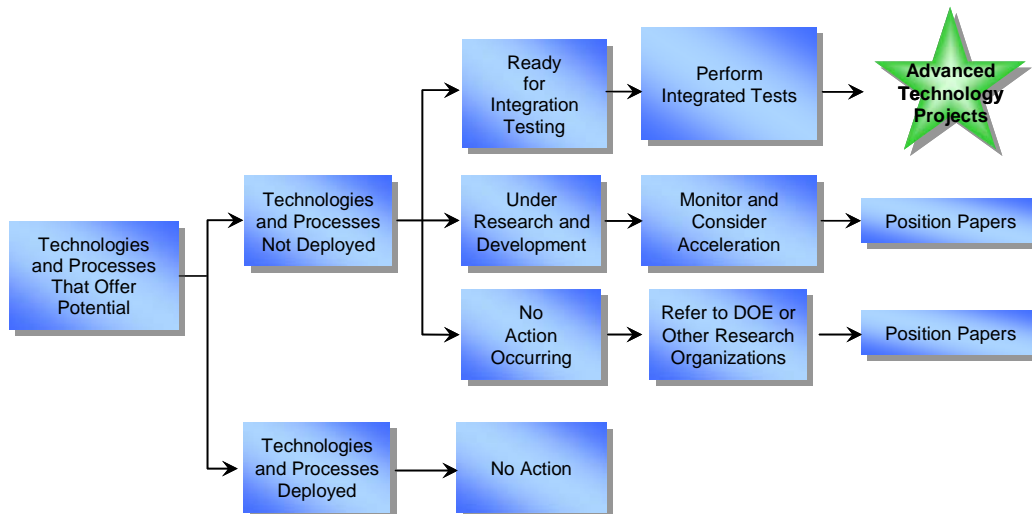 Technologies
and Processes
That Offer
Potential
Technologies
and Processes
Not Deployed
Ready
for
Integration
Testing
Perform
Integrated Tests
Advanced
Technology
Projects
Under
Research and
Development
Monitor and
Consider
Acceleration
Position Papers
No
Action
Occurring
Refer to DOE or
Other Research
Organizations
Position Papers
Technologies
and Processes
Deployed
No Action